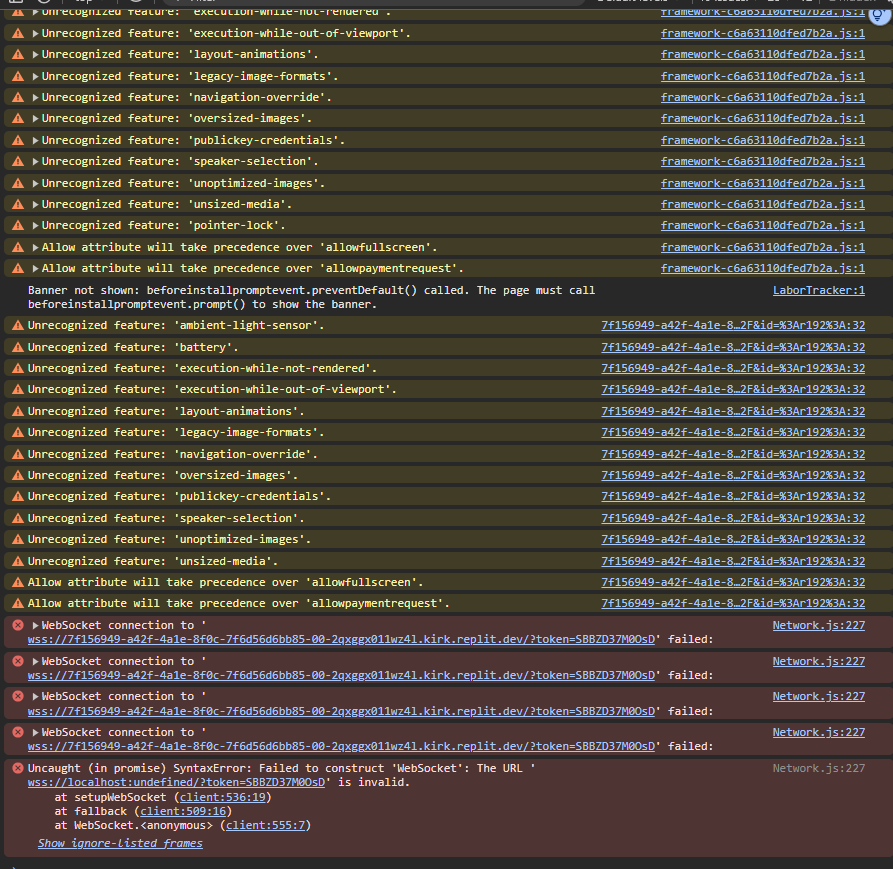 Unrecognized feature: 'execution-while-not-rendered'. framework-c6a63110dfed7b2a.js:1
Unrecognized feature: 'execution-while-out-of-viewport'. framework-c6a63110dfed7b2a.js:1
Unrecognized feature: 'layout-animations'. framework-c6a63110dfed7b2a.js:1
Unrecognized feature: 'legacy-image-formats'. framework-c6a63110dfed7b2a.js:1
Unrecognized feature: 'navigation-override'. framework-c6a63110dfed7b2a.js:1
Unrecognized feature: 'oversized-images'. framework-c6a63110dfed7b2a.js:1
Unrecognized feature: 'publickey-credentials'. framework-c6a63110dfed7b2a.js:1
Unrecognized feature: 'speaker-selection'. framework-c6a63110dfed7b2a.js:1
Unrecognized feature: 'unoptimized-images'. framework-c6a63110dfed7b2a.js:1
Unrecognized feature: 'unsized-media'. framework-c6a63110dfed7b2a.js:1
Unrecognized feature: 'pointer-lock' framework-c6a63110dfed7b2a.js:1
Allow attribute will take precedence over 'allowfullscreen'. framework-c6a63110dfed7b2a.js:1
Allow attribute will take precedence over 'allowpaymentrequest'. framework-c6a63110dfed7b2a.js:1
Banner not shown: beforeinstallpromptevent.preventDefault() called. The page must call LaborTracker:1
beforeinstallpromptevent.prompt() to show the banner.
Unrecognized feature: 'ambient-light-sensor'. 7f156949-a42f-4a1e-8…2F&id=%3Ar192%3A:32
Unrecognized feature: 'battery'. 7f156949-a42f-4a1e-8…2F&id=%3Ar192%3A:32
Unrecognized feature: 'execution-while-not-rendered'. 7f156949-a42f-4a1e-8…2F&id=%3Ar192%3A:32
Unrecognized feature: 'execution-while-out-of-viewport'. 7f156949-a42f-4a1e-8…2F&id=%3Ar192%3A:32
Unrecognized feature: 'layout-animations'. 7f156949-a42f-4a1e-8…2F&id=%3Ar192%3A:32
Unrecognized feature: 'legacy-image-formats'. 7f156949-a42f-4a1e-8…2F&id=%3Ar192%3A:32
Unrecognized feature: 'navigation-override'. 7f156949-a42f-4a1e-8…2F&id=%3Ar192%3A:32
Unrecognized feature: 'oversized-images'. 7f156949-a42f-4a1e-8…2F&id=%3Ar192%3A:32
Unrecognized feature: 'publickey-credentials'. 7f156949-a42f-4a1e-8…2F&id=%3Ar192%3A:32
Unrecognized feature: 'speaker-selection'. 7f156949-a42f-4a1e-8…2F&id=%3Ar192%3A:32
Unrecognized feature: 'unoptimized-images'. 7f156949-a42f-4a1e-8…2F&id=%3Ar192%3A:32
Unrecognized feature: 'unsized-media'. 7f156949-a42f-4a1e-8…2F&id=%3Ar192%3A:32
Allow attribute will take precedence over 'allowfullscreen'. 7f156949-a42f-4a1e-8…2F&id=%3Ar192%3A:32
Allow attribute will take precedence over 'allowpaymentrequest'. 7f156949-a42f-4a1e-8…2F&id=%3Ar192%3A:32
WebSocket connection to ' Network.js:227
wss://7f156949-a42f-4a1e-8f0c-7f6d56d6bb85-00-2qxggx011wz4l.kirk.replit.dev/?token=SBBZD37M0OsD' failed:
WebSocket connection to ' Network.js:227
wss://7f156949-a42f-4a1e-8f0c-7f6d56d6bb85-00-2qxggx011wz4l.kirk.replit.dev/?token=SBBZD37M0OsD' failed:
WebSocket connection to ' Network.js:227
wss://7f156949-a42f-4a1e-8f0c-7f6d56d6bb85-00-2qxggx011wz4l.kirk.replit.dev/?token=SBBZD37M0OsD' failed:
WebSocket connection to ' Network.js:227
wss://7f156949-a42f-4a1e-8f0c-7f6d56d6bb85-00-2qxggx011wz4l.kirk.replit.dev/?token=SBBZD37M0OsD' failed:
Uncaught (in promise) SyntaxError: Failed to construct 'WebSocket': The URL ' Network.js:227
wss://localhost:undefined/?token=SBBZD37M0OsD' is invalid.
at setupWebSocket (client:536:19)
at fallback (client:509:16)
at WebSocket.<anonymous> (client:555:7)
Show ignore-listed frames